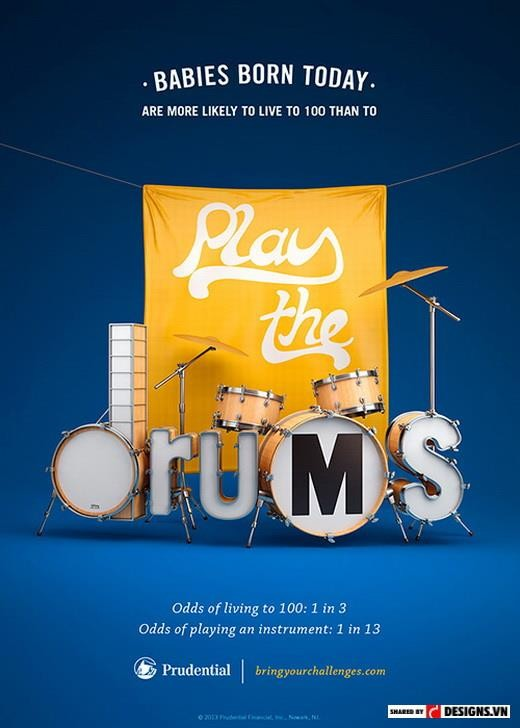 · BABIES BORN TODAY ·
ARE MORE LIKELY TO LIVE TO 100 THAN TO
Play
the
DruMS
Odds of living to 100: 1 in 3
Odds of playing an instrument: 1 in 13
Prudential | bringyourchallenges.com
© 2013 Prudential Financial, Inc., Newark, NJ.
SHARED BY DESIGNS.VN